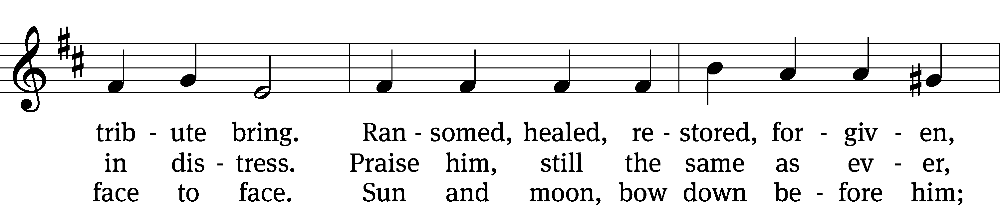 trib - ute bring. Ran - somed, healed, re - stored, for - giv - en,
in dis - tress. Praise him, still the same as ev - er,
face to face. Sun and moon, bow down be - fore him;